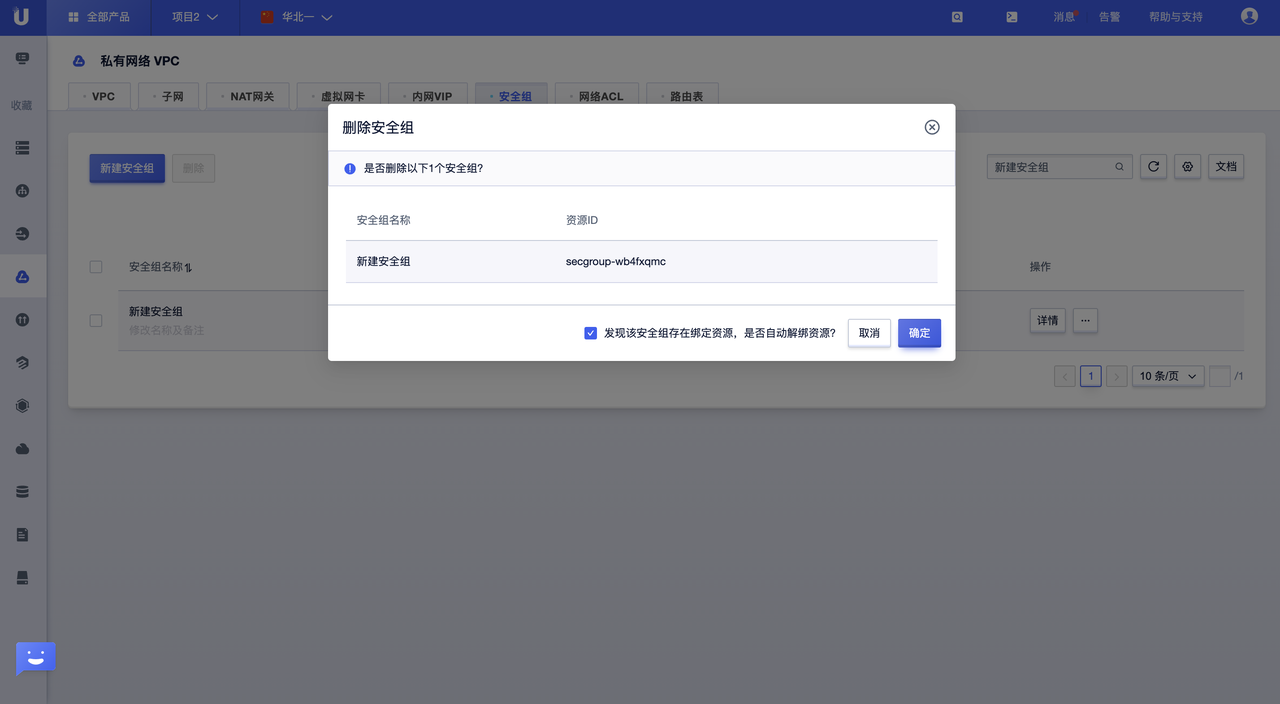 全部产品
项目2
华北一
消息
告警
帮助与支持
私有网络 VPC
收藏
VPC
子网
NAT网关
虚拟网卡
内网VIP
安全组
网络ACL
路由表
删除安全组
是否删除以下1个安全组?
安全组名称
资源ID
新建安全组
secgroup-wb4fxqmc
发现该安全组存在绑定资源，是否自动解绑资源?
取消
确定
新建安全组
删除
新建安全组
文档
安全组名称
操作
新建安全组
修改名称及备注
详情
...
1
10 条/页
/1